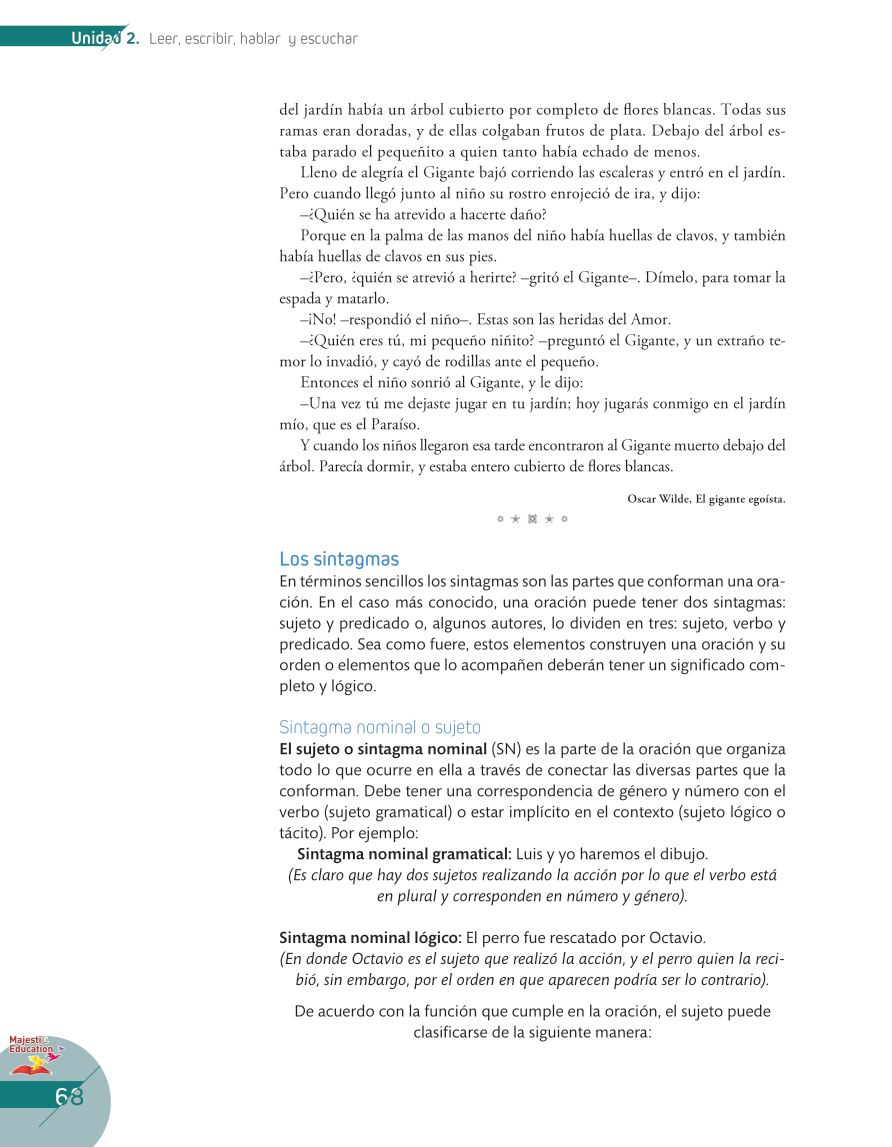 Unidad 2. Leer, escribir, hablar y escuchar
del jardín había un árbol cubierto por completo de flores blancas. Todas sus
ramas eran doradas, y de ellas colgaban frutos de plata. Debajo del árbol es-
taba parado el pequeñito a quien tanto había echado de menos.
Lleno de alegría el Gigante bajó corriendo las escaleras y entró en el jardín.
Pero cuando llegó junto al niño su rostro enrojeció de ira, y dijo:
–¿Quién se ha atrevido a hacerte daño?
Porque en la palma de las manos del niño había huellas de clavos, y también
había huellas de clavos en sus pies.
–¿Pero, ¿quién se atrevió a herirte? –gritó el Gigante–. Dímelo, para tomar la
espada y matarlo.
–¡No! –respondió el niño–. Estas son las heridas del Amor.
–¿Quién eres tú, mi pequeño niñito? –preguntó el Gigante, y un extraño te-
mor lo invadió, y cayó de rodillas ante el pequeño.
Entonces el niño sonrió al Gigante, y le dijo:
–Una vez tú me dejaste jugar en tu jardín; hoy jugarás conmigo en el jardín
mío, que es el Paraíso.
Y cuando los niños llegaron esa tarde encontraron al Gigante muerto debajo del
árbol. Parecía dormir, y estaba entero cubierto de flores blancas.
Oscar Wilde, El gigante egoísta.
Los sintagmas
En términos sencillos los sintagmas son las partes que conforman una ora-
ción. En el caso más conocido, una oración puede tener dos sintagmas:
sujeto y predicado o, algunos autores, lo dividen en tres: sujeto, verbo y
predicado. Sea como fuere, estos elementos construyen una oración y su
orden o elementos que lo acompañen deberán tener un significado com-
pleto y lógico.
Sintagma nominal o sujeto
El sujeto o sintagma nominal (SN) es la parte de la oración que organiza
todo lo que ocurre en ella a través de conectar las diversas partes que la
conforman. Debe tener una correspondencia de género y número con el
verbo (sujeto gramatical) o estar implícito en el contexto (sujeto lógico o
tácito). Por ejemplo:
Sintagma nominal gramatical: Luis y yo haremos el dibujo.
(Es claro que hay dos sujetos realizando la acción por lo que el verbo está
en plural y corresponden en número y género).
Sintagma nominal lógico: El perro fue rescatado por Octavio.
(En donde Octavio es el sujeto que realizó la acción, y el perro quien la reci-
bió, sin embargo, por el orden en que aparecen podría ser lo contrario).
De acuerdo con la función que cumple en la oración, el sujeto puede
clasificarse de la siguiente manera:
Majestic
Education
68